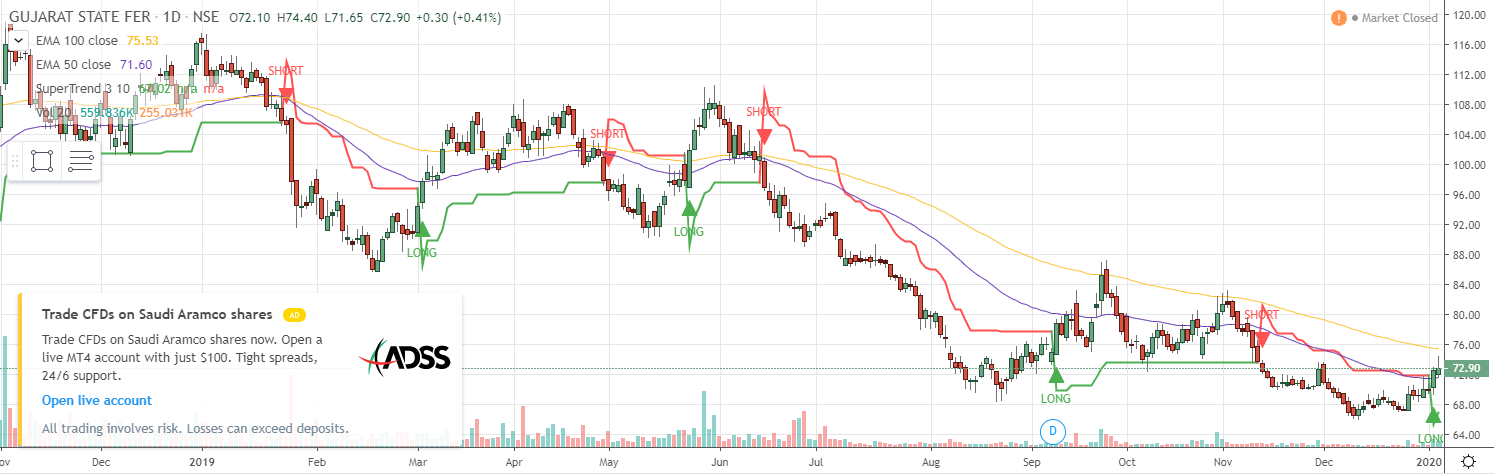 GUJARAT STATE FER · 1D · NSE O72.10 H74.40 L71.65 C72.90 +0.30 (+0.41%)
! Market Closed
EMA 100 close 75.53
EMA 50 close 71.60
SuperTrend 3 10 n/a n/a
Vol 20 559.836K 255.031K
SHORT
LONG
SHORT
LONG
SHORT
LONG
SHORT
LONG
120.00
116.00
112.00
108.00
104.00
100.00
96.00
92.00
88.00
84.00
80.00
76.00
72.90
68.00
64.00
Trade CFDs on Saudi Aramco shares AD
Trade CFDs on Saudi Aramco shares now. Open a
live MT4 account with just $100. Tight spreads,
24/6 support.
Open live account
All trading involves risk. Losses can exceed deposits.
ADSS
D
Dec 2019 Feb Mar Apr May Jun Jul Aug Sep Oct Nov Dec 2020